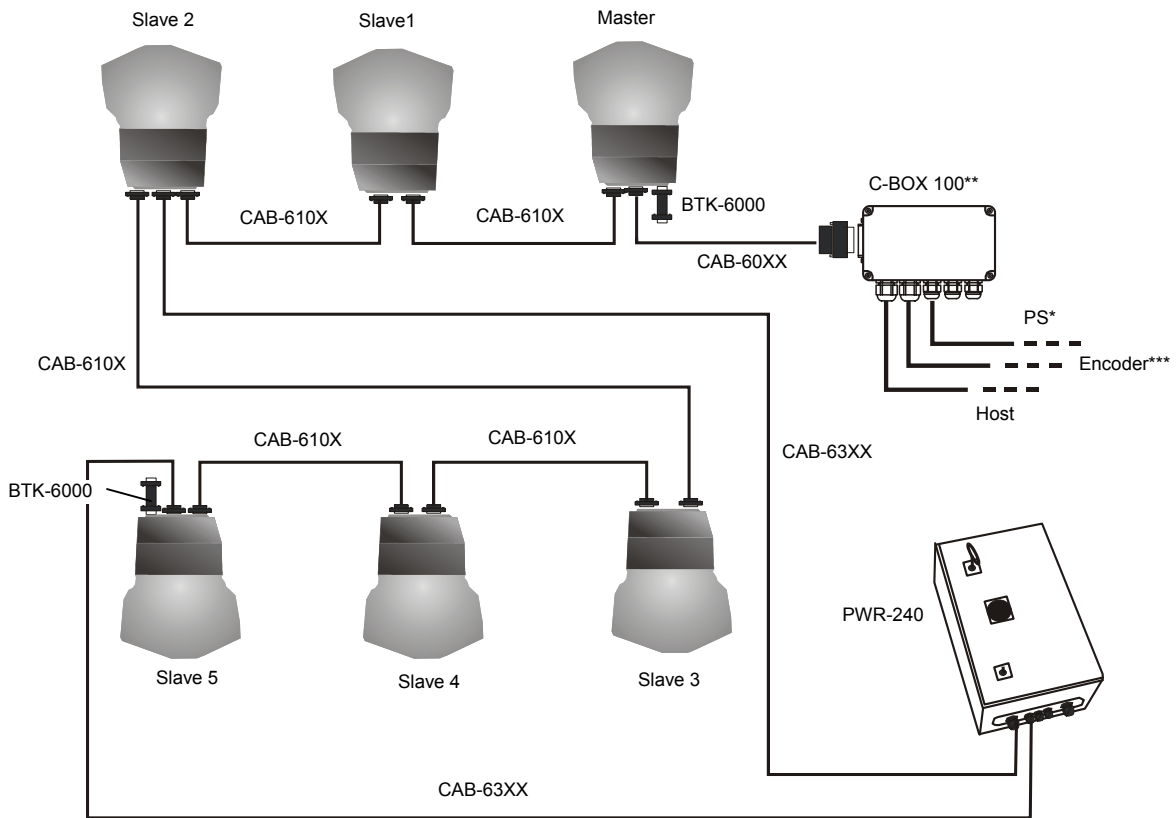 Slave 2
Slave1
Master
C-BOX 100**
BTK-6000
CAB-610X
CAB-610X
CAB-60XX
PS*
Encoder***
Host
CAB-610X
CAB-63XX
CAB-610X
CAB-610X
BTK-6000
PWR-240
Slave 5
Slave 4
Slave 3
CAB-63XX